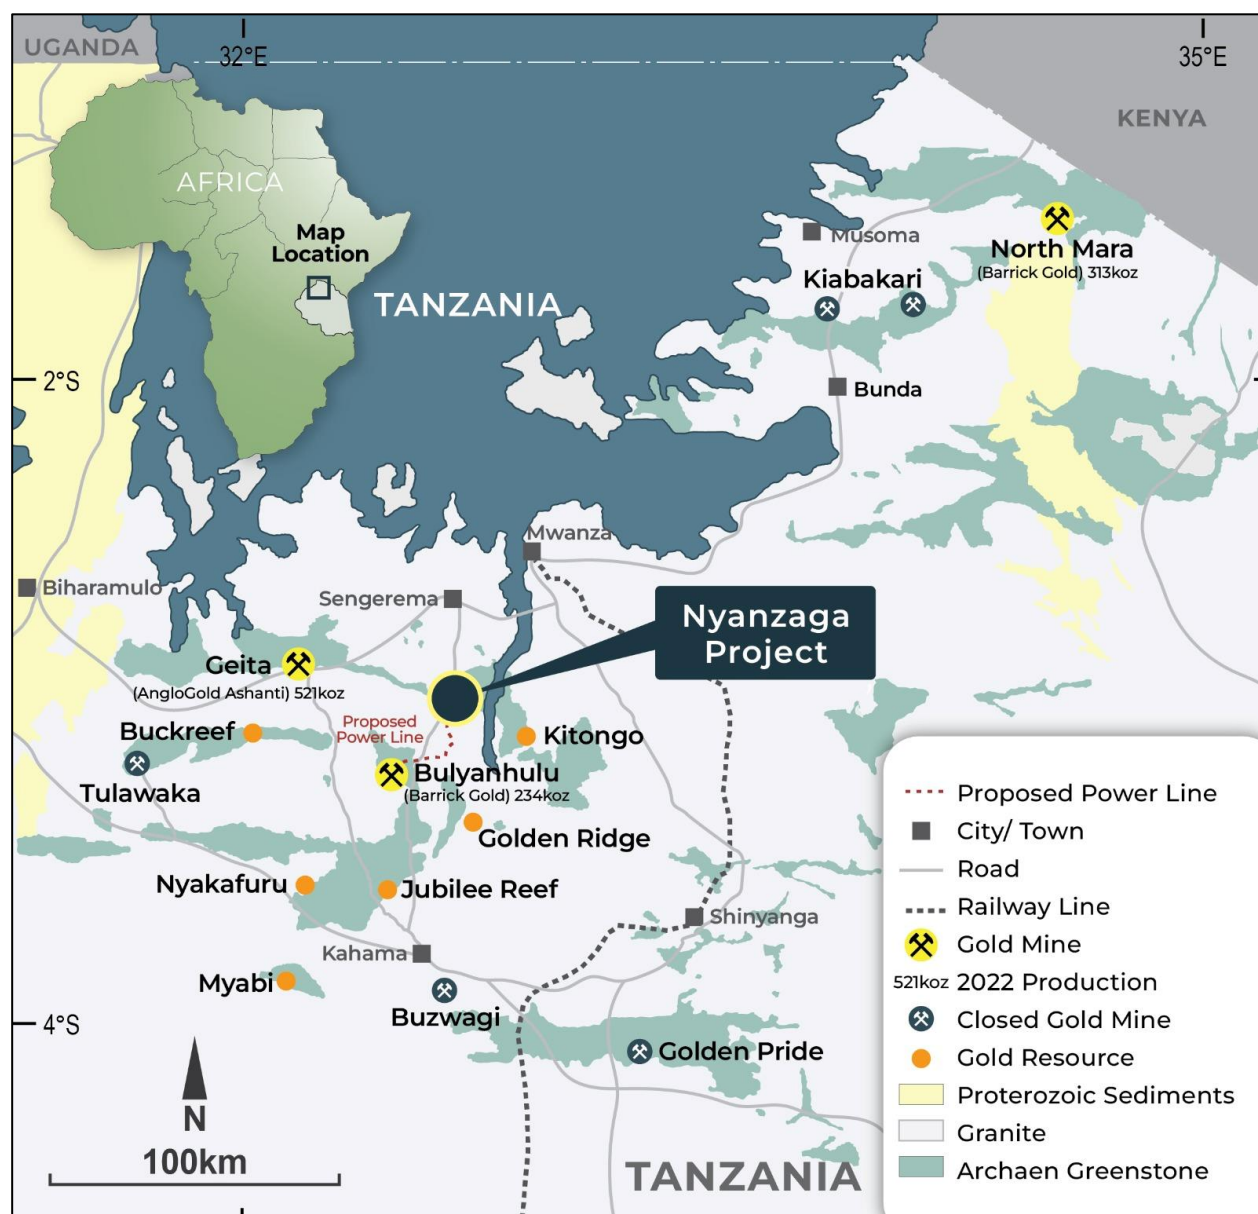 UGANDA
32°E
35°E
KENYA
AFRICA
Map
Location
TANZANIA
Musoma
North Mara
(Barrick Gold) 313koz
Kiabakari
2°S
Bunda
Mwanza
Biharamulo
Sengerema
Nyanzaga
Project
Geita
(AngloGold Ashanti) 521koz
Proposed
Power Line
Buckreef
Kitongo
Tulawaka
Bulyanhulu
(Barrick Gold) 234koz
Golden Ridge
Nyakafuru
Jubilee Reef
Shinyanga
Kahama
Myabi
Buzwagi
4°S
Golden Pride
N
100km
TANZANIA
Proposed Power Line
City/ Town
Road
Railway Line
Gold Mine
521koz 2022 Production
Closed Gold Mine
Gold Resource
Proterozoic Sediments
Granite
Archaen Greenstone